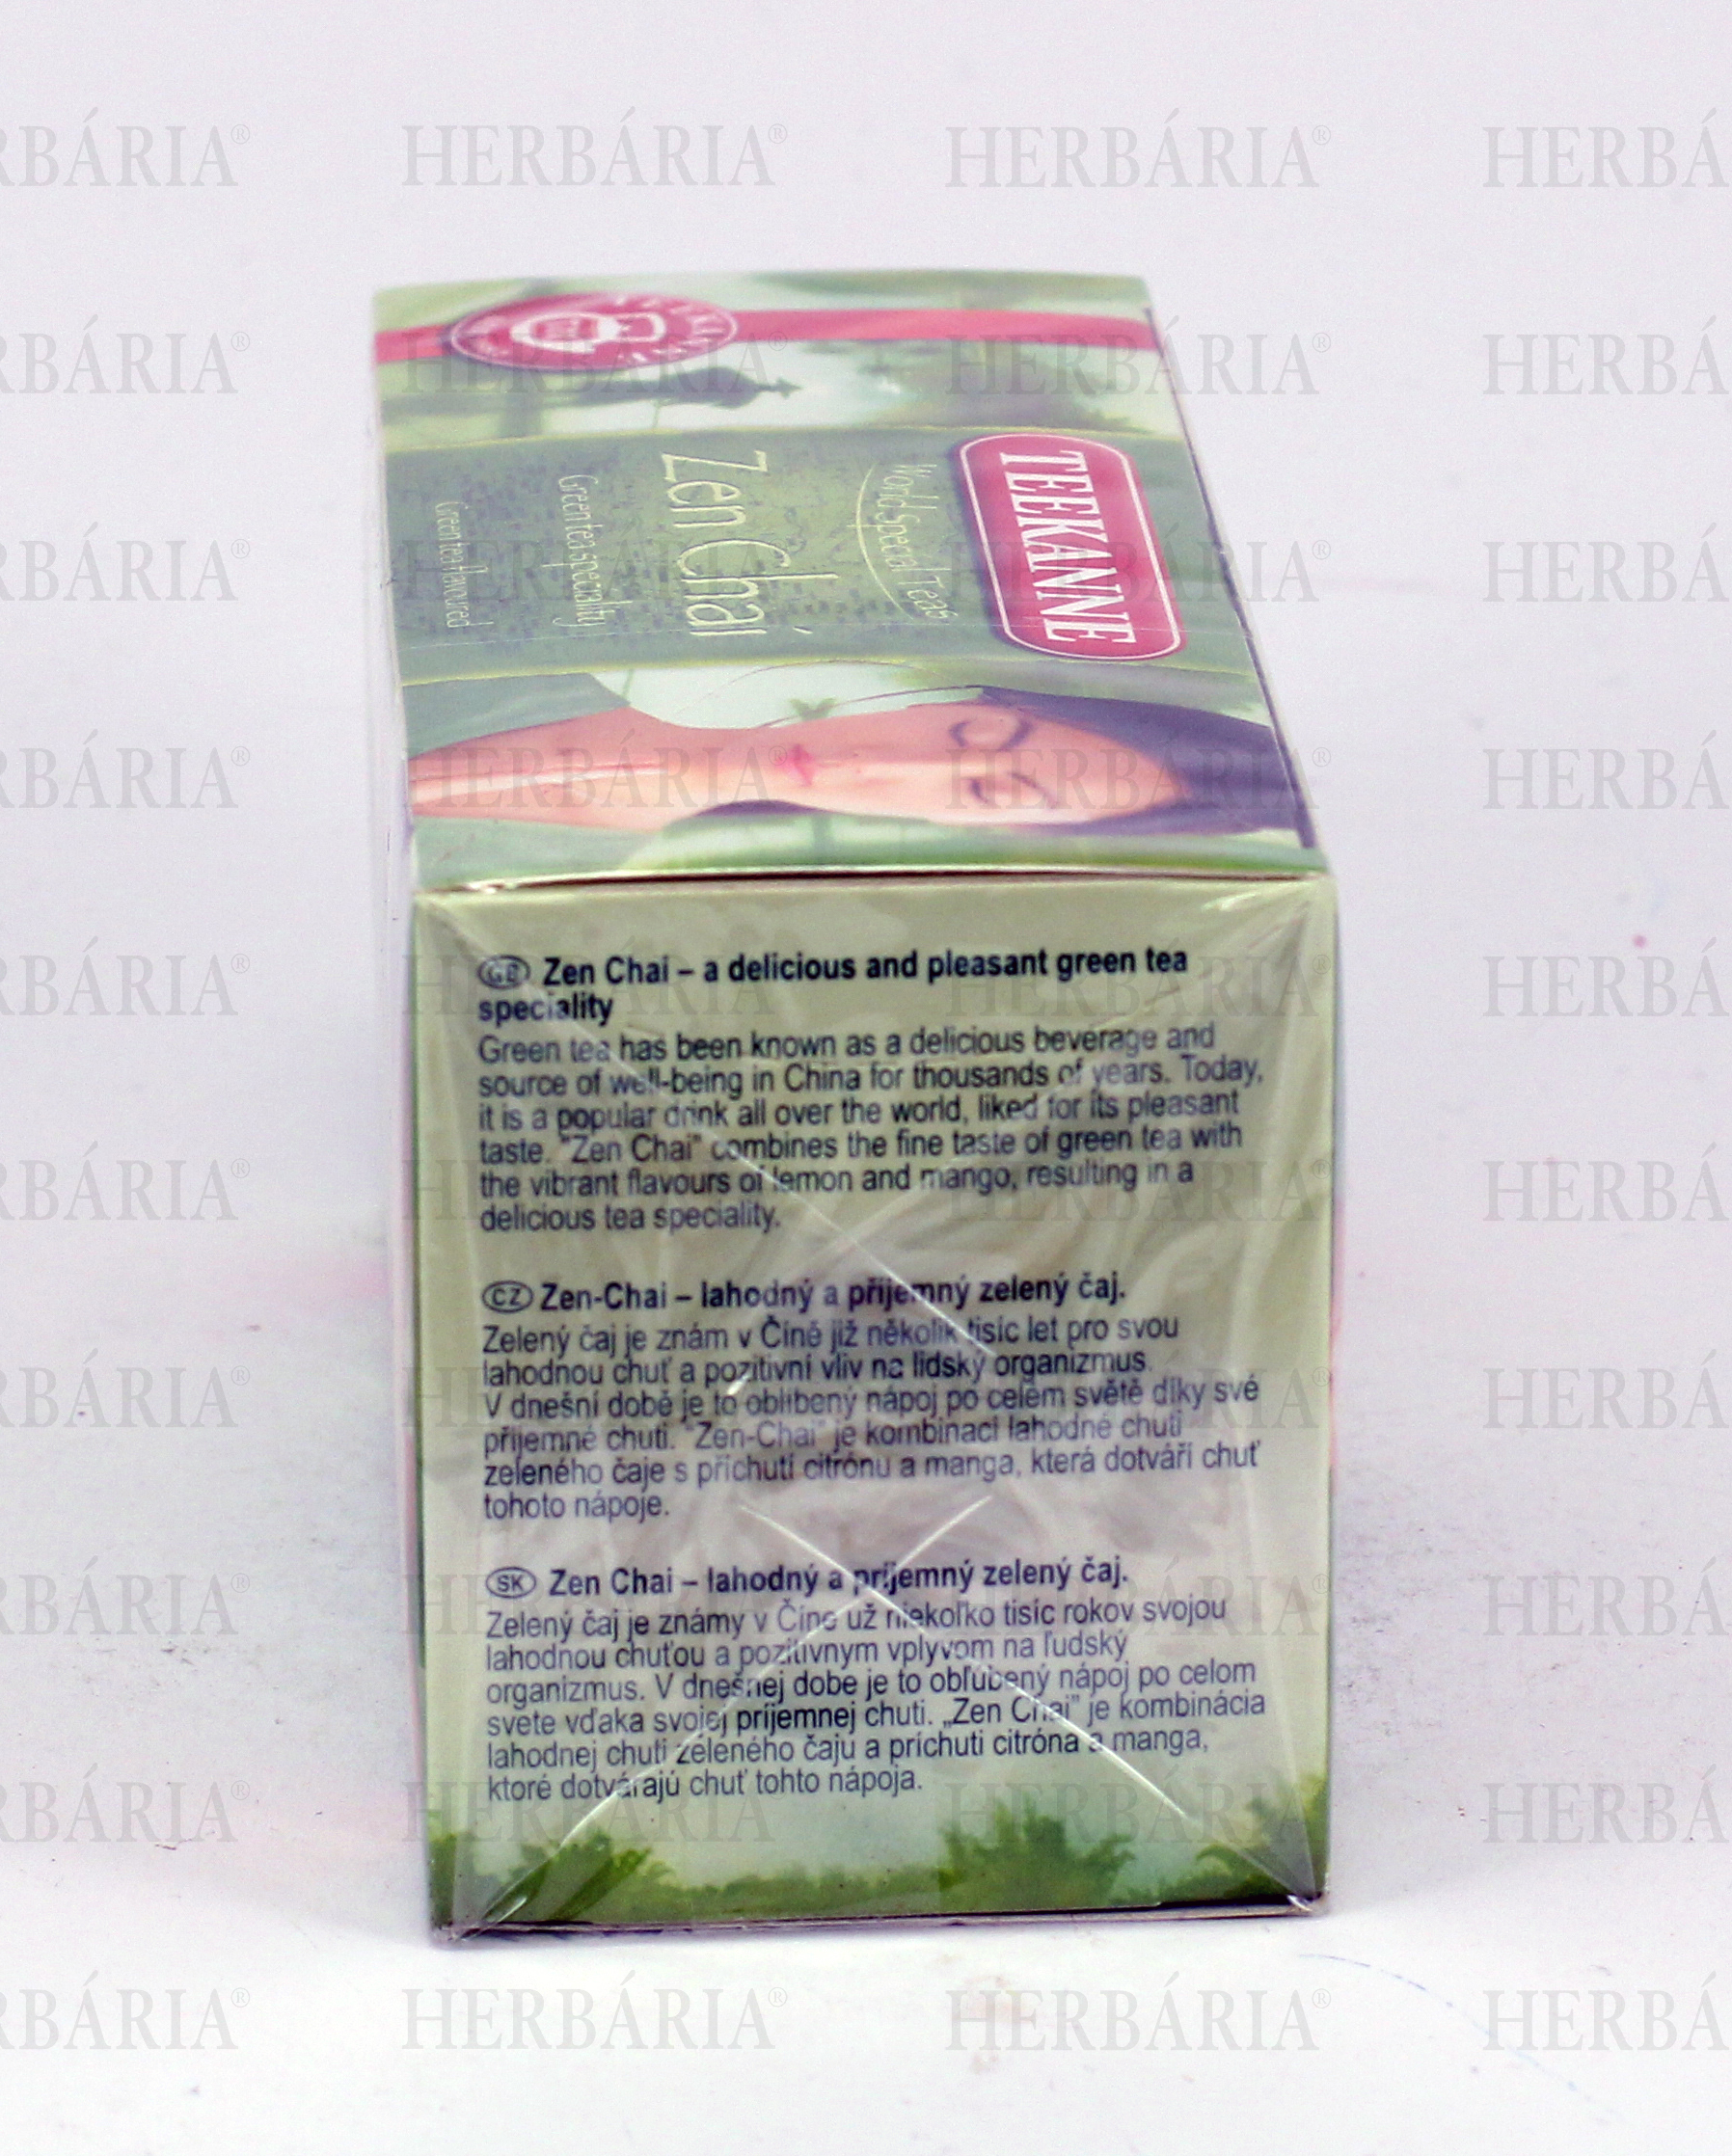 TEEKANNE
World Special Teas
Zen Chai
Green tea speciality
Green tea flavoured
GB Zen Chai – a delicious and pleasant green tea
speciality
Green tea has been known as a delicious beverage and
source of well-being in China for thousands of years. Today,
it is a popular drink all over the world, liked for its pleasant
taste. "Zen Chai" combines the fine taste of green tea with
the vibrant flavours of lemon and mango, resulting in a
delicious tea speciality.
CZ Zen-Chai – lahodný a příjemný zelený čaj.
Zelený čaj je znám v Číně již několik tisíc let pro svou
lahodnou chuť a pozitivní vliv na lidský organizmus.
V dnešní době je to oblíbený nápoj po celém světě díky své
příjemné chuti. "Zen-Chai" je kombinací lahodné chuti
zeleného čaje s příchutí citrónu a manga, která dotváří chuť
tohoto nápoje.
SK Zen Chai – lahodný a príjemný zelený čaj.
Zelený čaj je známy v Číne už niekoľko tisíc rokov svojou
lahodnou chuťou a pozitívnym vplyvom na ľudský
organizmus. V dnešnej dobe je to obľúbený nápoj po celom
svete vďaka svojej príjemnej chuti. „Zen Chai" je kombinácia
lahodnej chuti zeleného čaju a príchuti citróna a manga,
ktoré dotvárajú chuť tohto nápoja.
HERBÁRIA®